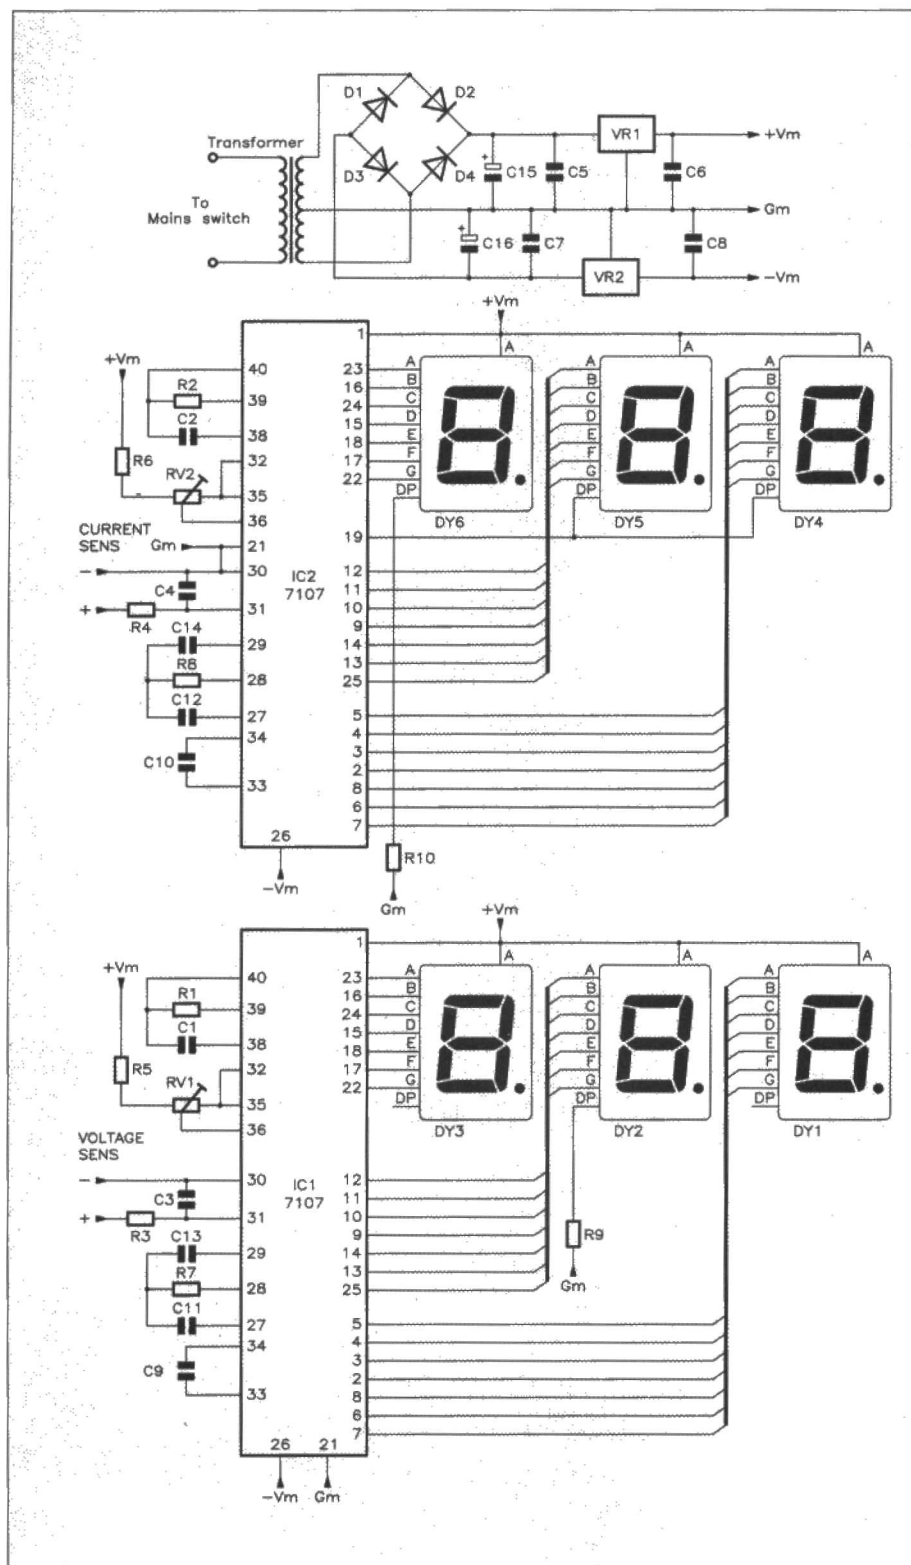 D1 D2
Transformer
VR1 +Vm
D3 D4 C15 C5 C6
To
Mains switch
Gm
+
+
C16 C7 C8
VR2 -Vm
+Vm
1
A A A
+Vm
40
R2
39
C2
38
R6
32
RV2
35
36
CURRENT
SENS
Gm 21
- 30
C4
+ 31
R4 C14
29
R8
28
C12
27
34
C10
33
IC2
7107
26
-Vm
23 A
16 B
24 C
15 D
18 E
17 F
22 G
DP
DY6
A
B
C
D
E
F
G
DP
DY5
A
B
C
D
E
F
G
DP
DY4
19
12
11
10
9
14
13
25
5
4
3
2
8
6
7
R10
Gm
+Vm
1
A A A
+Vm
40
R1
39
C1
38
R5
32
RV1
35
36
VOLTAGE
SENS
- 30
C3
+ 31
R3 C13
29
R7
28
C11
27
34
C9
33
IC1
7107
26 21
-Vm Gm
23 A
16 B
24 C
15 D
18 E
17 F
22 G
DP
DY3
A
B
C
D
E
F
G
DP
DY2
A
B
C
D
E
F
G
DP
DY1
12
11
10
9
14
13
25
R9
Gm
5
4
3
2
8
6
7